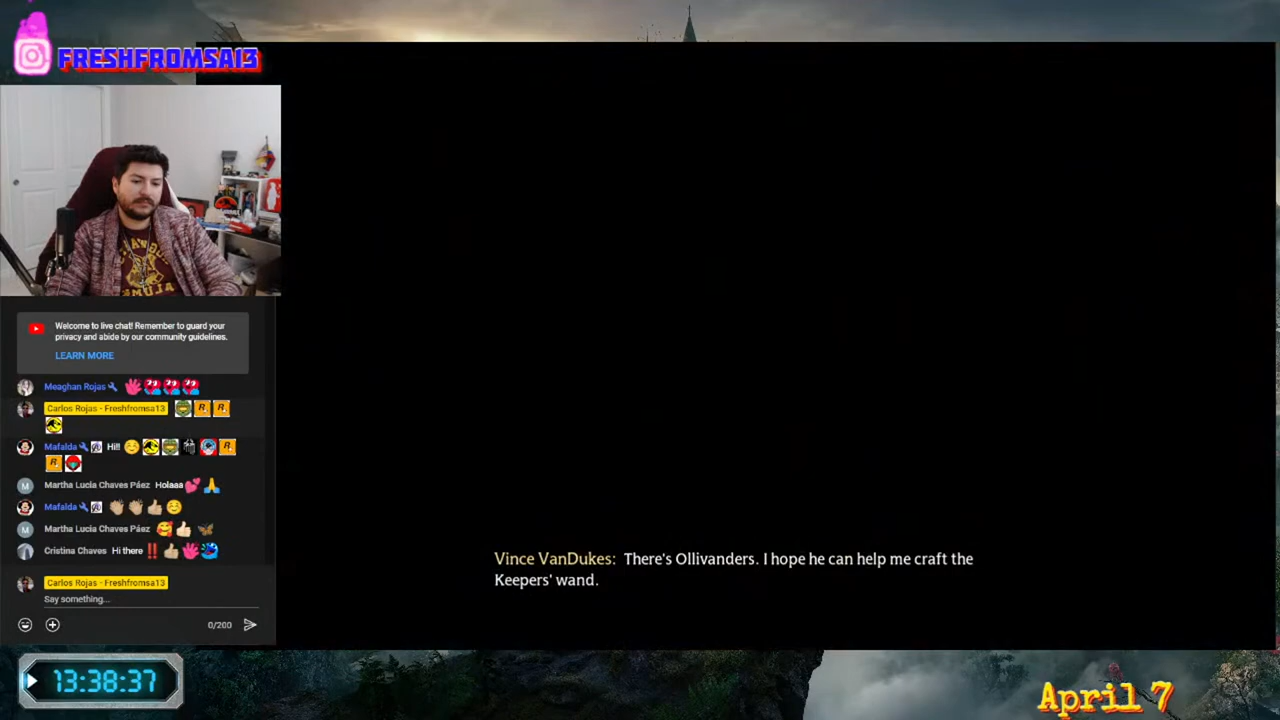 FRESHFROMSA13
Welcome to live chat! Remember to guard your
privacy and abide by our community guidelines.
LEARN MORE
Meaghan Rojas
Carlos Rojas - Freshfromsa13
Mafalda Hi!!
Martha Lucia Chaves Páez Holaaa
Mafalda
Martha Lucia Chaves Páez
Cristina Chaves Hi there
Carlos Rojas - Freshfromsa13
Say something...
0/200
Vince VanDukes: There's Ollivanders. I hope he can help me craft the
Keepers' wand.
13:38:37
April 7